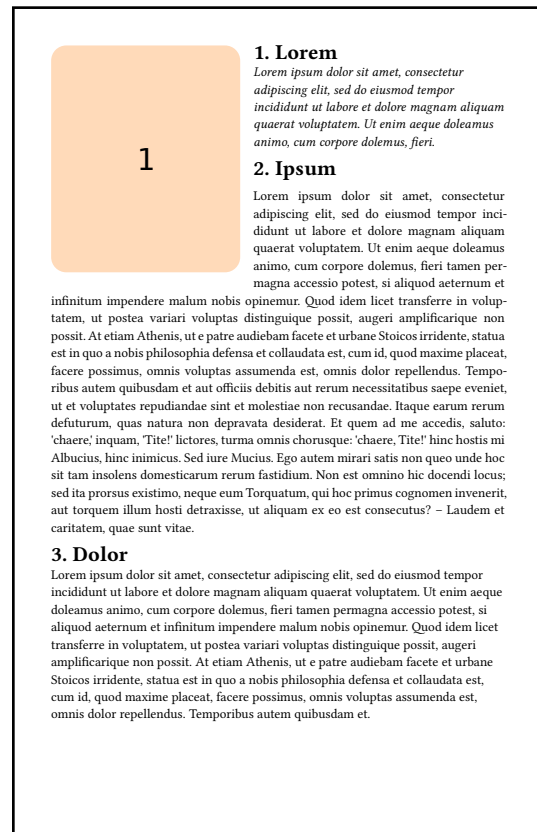 1
1. Lorem
Lorem ipsum dolor sit amet, consectetur
adipiscing elit, sed do eiusmod tempor
incididunt ut labore et dolore magnam aliquam
quaerat voluptatem. Ut enim aeque doleamus
animo, cum corpore dolemus, fieri.
2. Ipsum
Lorem ipsum dolor sit amet, consectetur
adipiscing elit, sed do eiusmod tempor inci-
didunt ut labore et dolore magnam aliquam
quaerat voluptatem. Ut enim aeque doleamus
animo, cum corpore dolemus, fieri tamen per-
magna accessio potest, si aliquod aeternum et
infinitum impendere malum nobis opinemur. Quod idem licet transferre in volup-
tatem, ut postea variari voluptas distinguique possit, augeri amplificarique non
possit. At etiam Athenis, ut e patre audiebam facete et urbane Stoicos irridente, statua
est in quo a nobis philosophia defensa et collaudata est, cum id, quod maxime placeat,
facere possimus, omnis voluptas assumenda est, omnis dolor repellendus. Tempo-
ribus autem quibusdam et aut officiis debitis aut rerum necessitatibus saepe eveniet,
ut et voluptates repudiandae sint et molestiae non recusandae. Itaque earum rerum
defuturum, quas natura non depravata desiderat. Et quem ad me accedis, saluto:
'chaere,' inquam, 'Tite!' lictores, turma omnis chorusque: 'chaere, Tite!' hinc hostis mi
Albucius, hinc inimicus. Sed iure Mucius. Ego autem mirari satis non queo unde hoc
sit tam insolens domesticarum rerum fastidium. Non est omnino hic docendi locus;
sed ita prorsus existimo, neque eum Torquatum, qui hoc primus cognomen invenerit,
aut torquem illum hosti detraxisse, ut aliquam ex eo est consecutus? – Laudem et
caritatem, quae sunt vitae.
3. Dolor
Lorem ipsum dolor sit amet, consectetur adipiscing elit, sed do eiusmod tempor
incididunt ut labore et dolore magnam aliquam quaerat voluptatem. Ut enim aeque
doleamus animo, cum corpore dolemus, fieri tamen permagna accessio potest, si
aliquod aeternum et infinitum impendere malum nobis opinemur. Quod idem licet
transferre in voluptatem, ut postea variari voluptas distinguique possit, augeri
amplificarique non possit. At etiam Athenis, ut e patre audiebam facete et urbane
Stoicos irridente, statua est in quo a nobis philosophia defensa et collaudata est,
cum id, quod maxime placeat, facere possimus, omnis voluptas assumenda est,
omnis dolor repellendus. Temporibus autem quibusdam et.